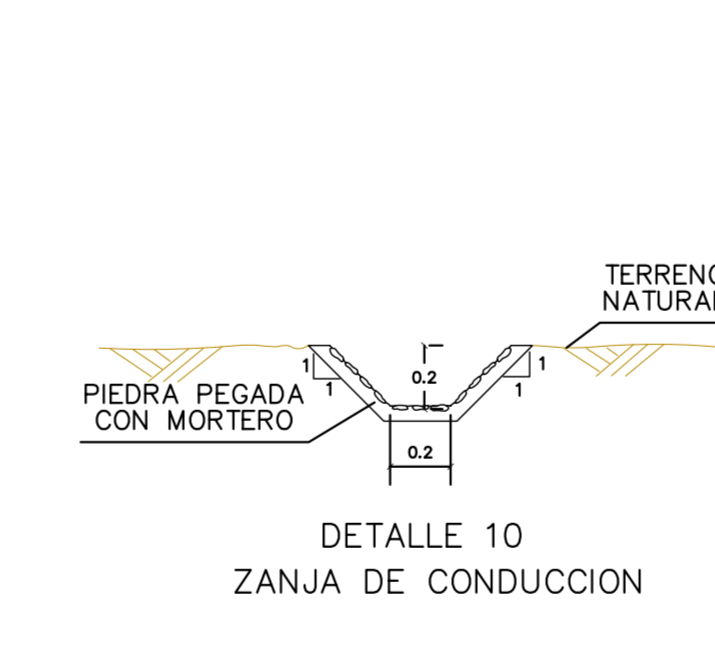 TERRENO
NATURAL
1
1
0.2
1
1
PIEDRA PEGADA
CON MORTERO
0.2
DETALLE 10
ZANJA DE CONDUCCION